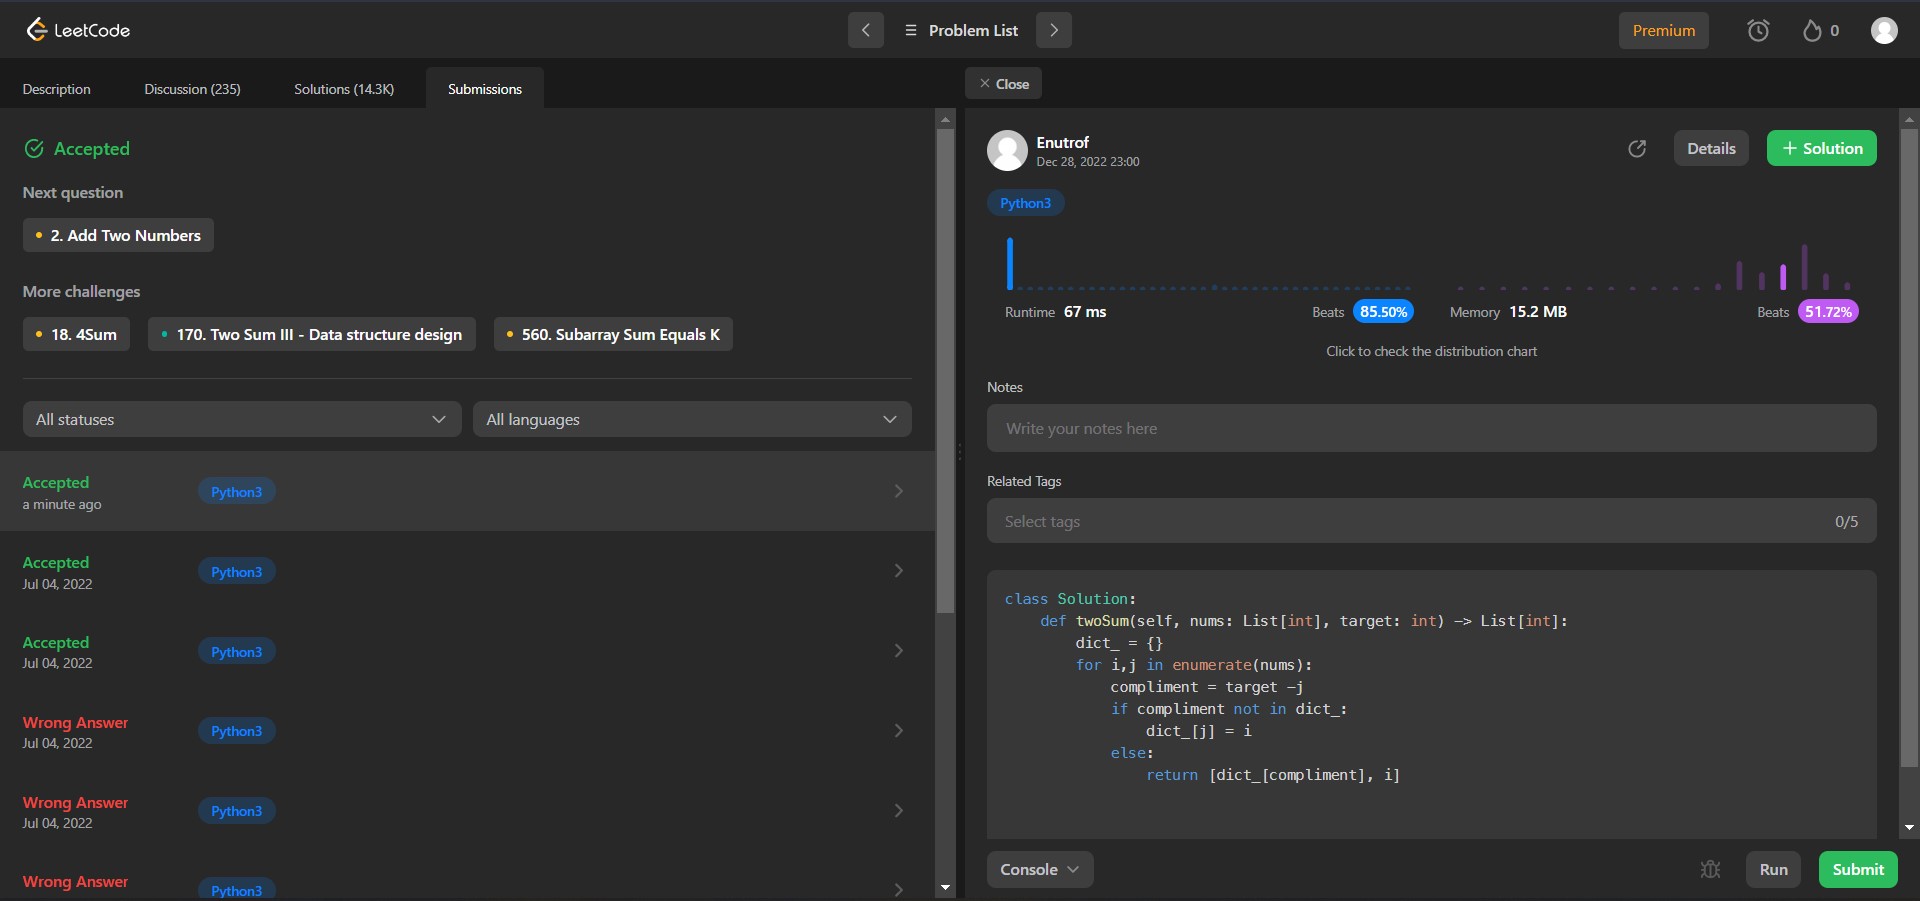 LeetCode
Problem List
Premium
0
Description
Discussion (235)
Solutions (14.3K)
Submissions
Close
Accepted
Next question
2. Add Two Numbers
More challenges
18. 4Sum
170. Two Sum III - Data structure design
560. Subarray Sum Equals K
All statuses
All languages
Accepted
a minute ago
Python3
Accepted
Jul 04, 2022
Python3
Accepted
Jul 04, 2022
Python3
Wrong Answer
Jul 04, 2022
Python3
Wrong Answer
Jul 04, 2022
Python3
Wrong Answer
Python3
Enutrof
Dec 28, 2022 23:00
Details
+ Solution
Python3
Runtime 67 ms
Beats 85.50%
Memory 15.2 MB
Beats 51.72%
Click to check the distribution chart
Notes
Write your notes here
Related Tags
Select tags
0/5
class Solution:
    def twoSum(self, nums: List[int], target: int) -> List[int]:
        dict_ = {}
        for i,j in enumerate(nums):
            compliment = target -j
            if compliment not in dict_:
                dict_[j] = i
            else:
                return [dict_[compliment], i]
Console
Run
Submit